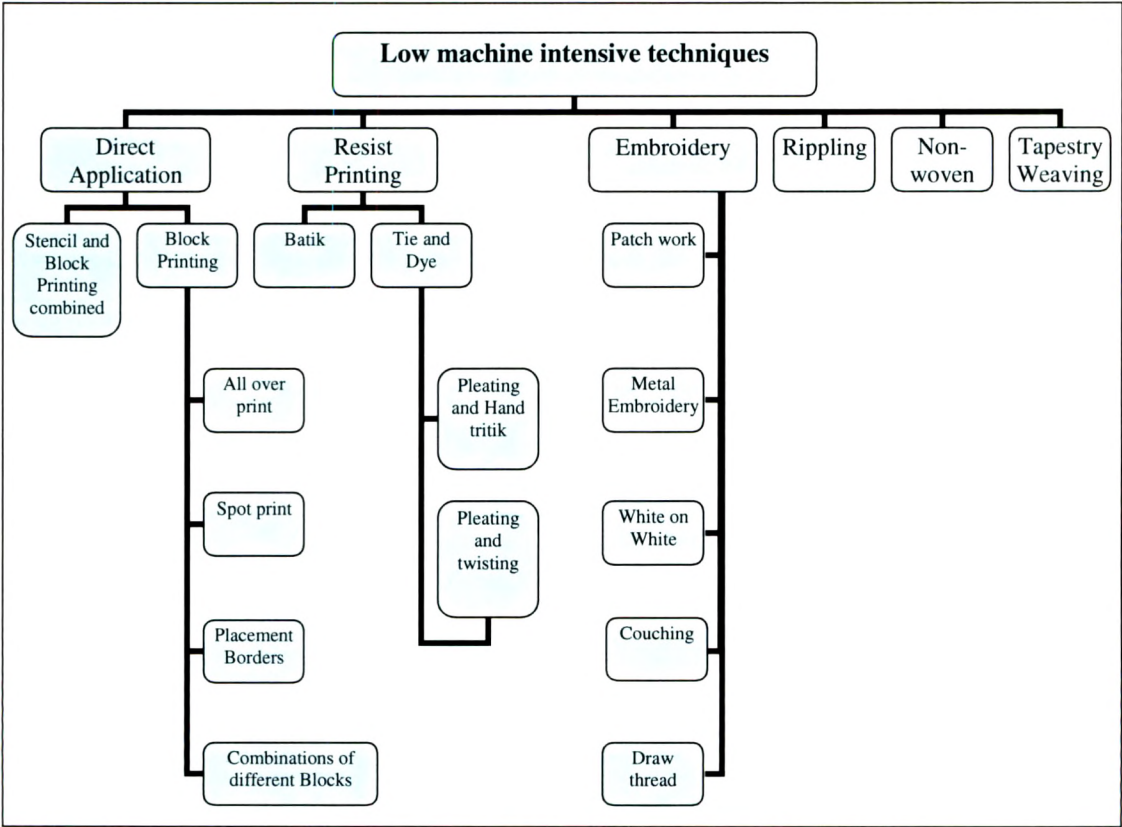 Low machine intensive techniques
Direct
Application
Resist
Printing
Embroidery
Rippling
Non-
woven
Tapestry
Weaving
Stencil and
Block
Printing
combined
Block
Printing
Batik
Tie and
Dye
Patch work
All over
print
Pleating
and Hand
tritik
Metal
Embroidery
Spot print
Pleating
and
twisting
White on
White
Placement
Borders
Couching
Combinations of
different Blocks
Draw
thread